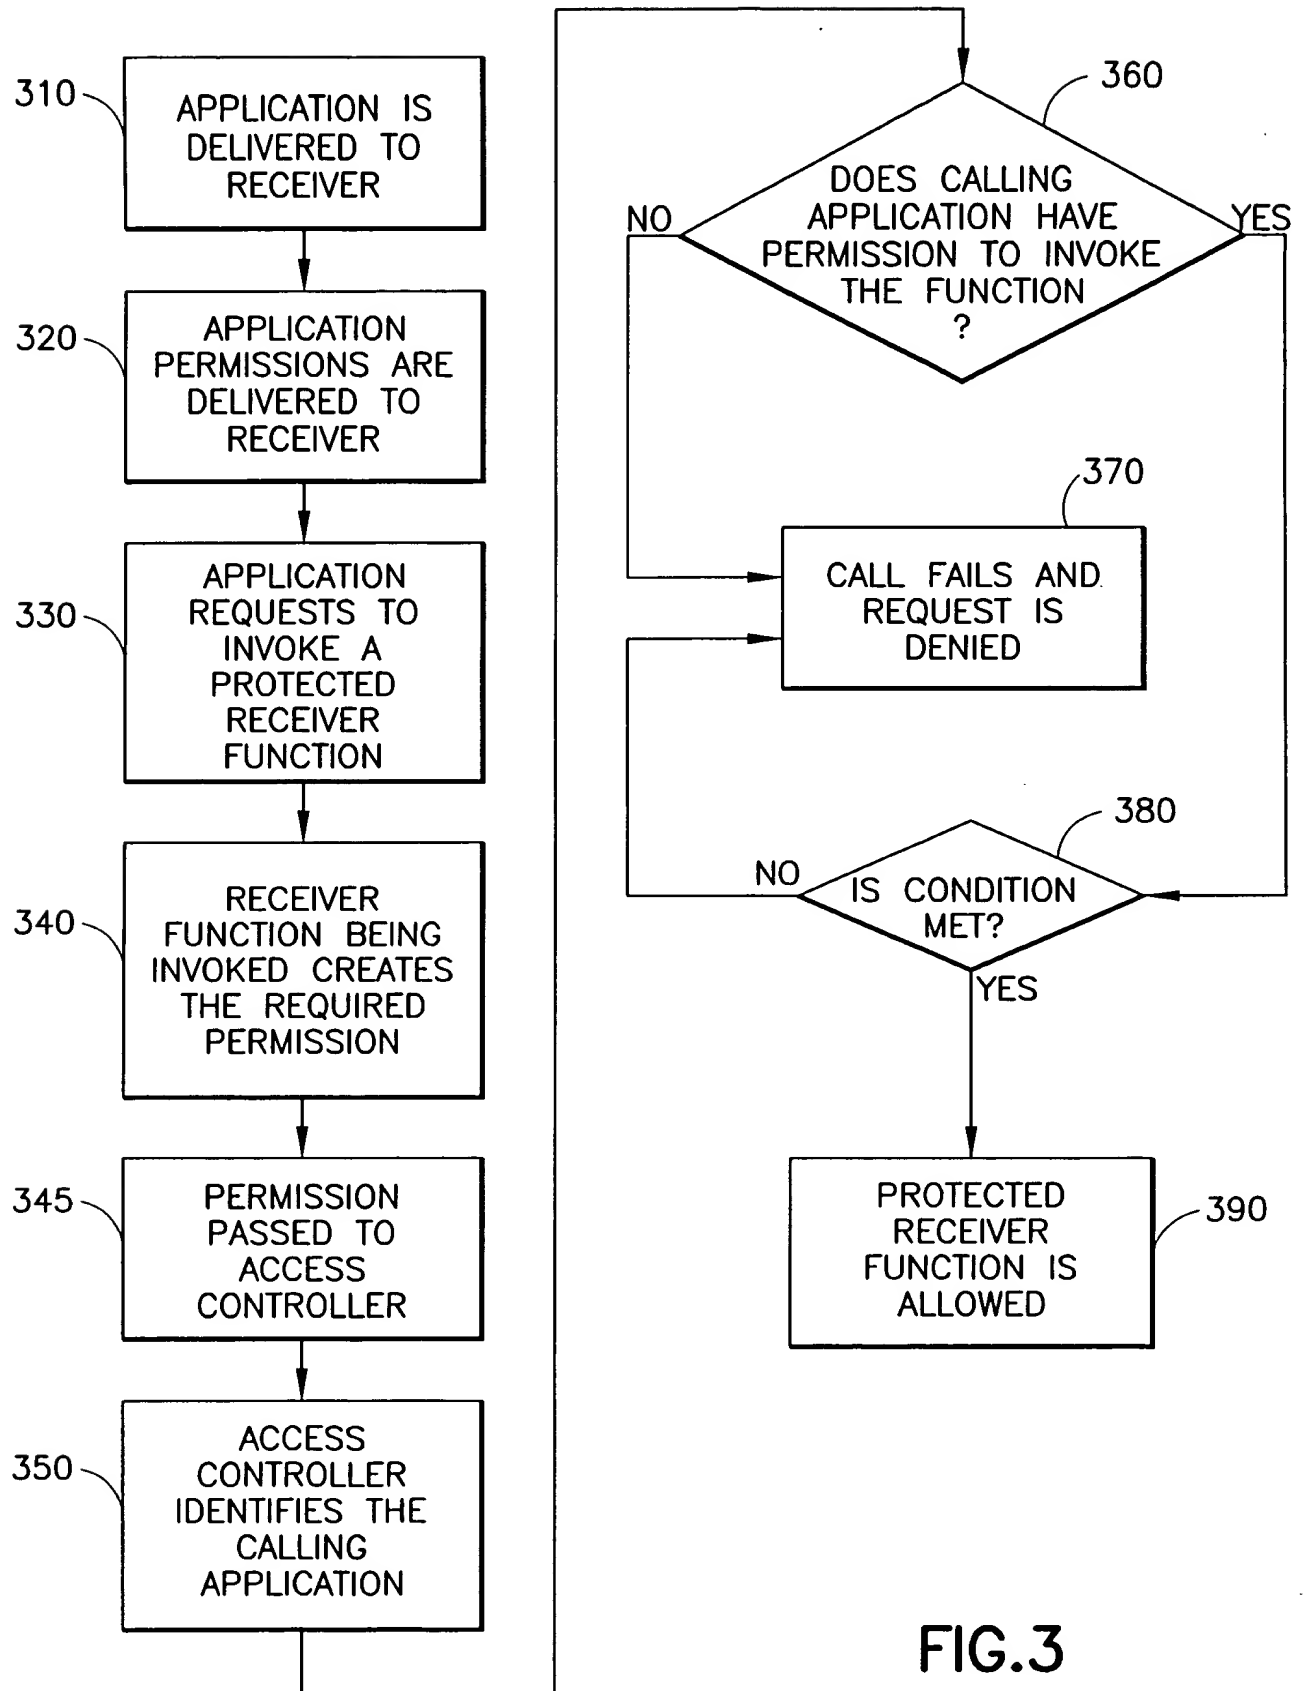 310
APPLICATION IS
DELIVERED TO
RECEIVER
320
APPLICATION
PERMISSIONS ARE
DELIVERED TO
RECEIVER
330
APPLICATION
REQUESTS TO
INVOKE A
PROTECTED
RECEIVER
FUNCTION
340
RECEIVER
FUNCTION BEING
INVOKED CREATES
THE REQUIRED
PERMISSION
345
PERMISSION
PASSED TO
ACCESS
CONTROLLER
350
ACCESS
CONTROLLER
IDENTIFIES THE
CALLING
APPLICATION
360
DOES CALLING
APPLICATION HAVE
PERMISSION TO INVOKE
THE FUNCTION
?
NO
YES
370
CALL FAILS AND
REQUEST IS
DENIED
380
IS CONDITION
MET?
NO
YES
390
PROTECTED
RECEIVER
FUNCTION IS
ALLOWED
FIG.3